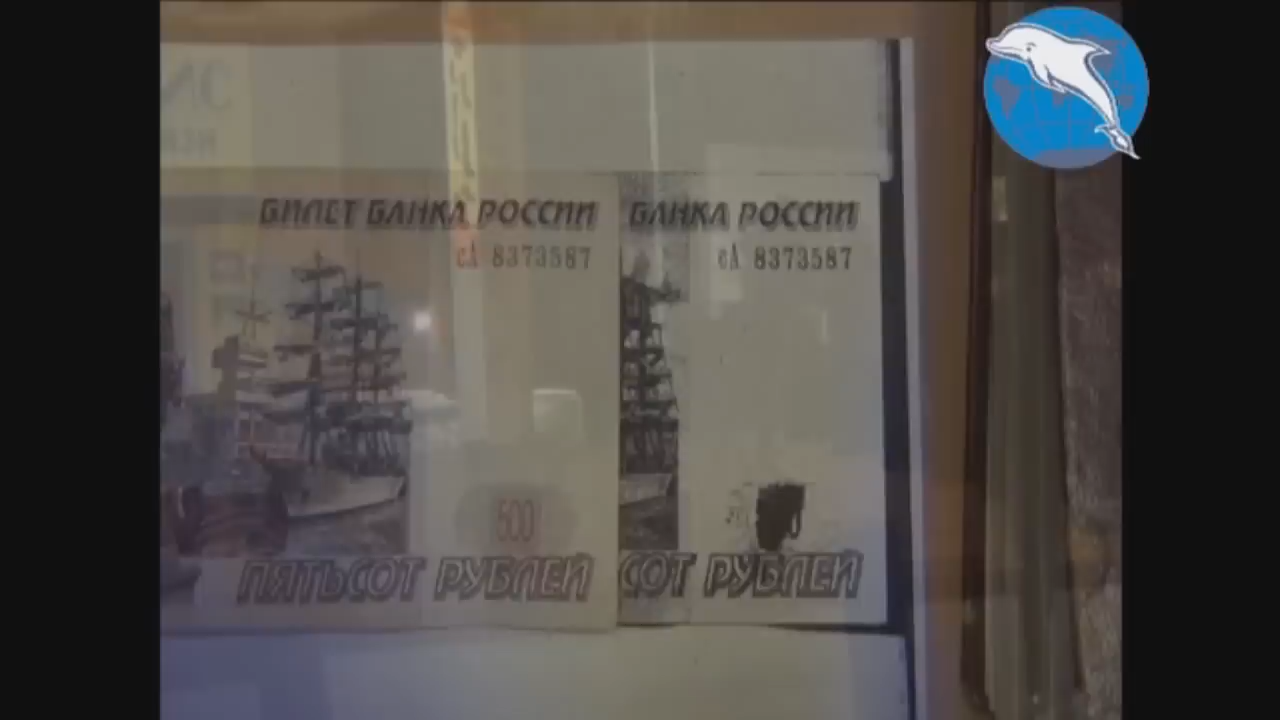 БИЛЕТ БАНКА РОССИИ
сА 8373587
500
ПЯТЬСОТ РУБЛЕЙ
БАНКА РОССИИ
сА 8373587
СОТ РУБЛЕЙ